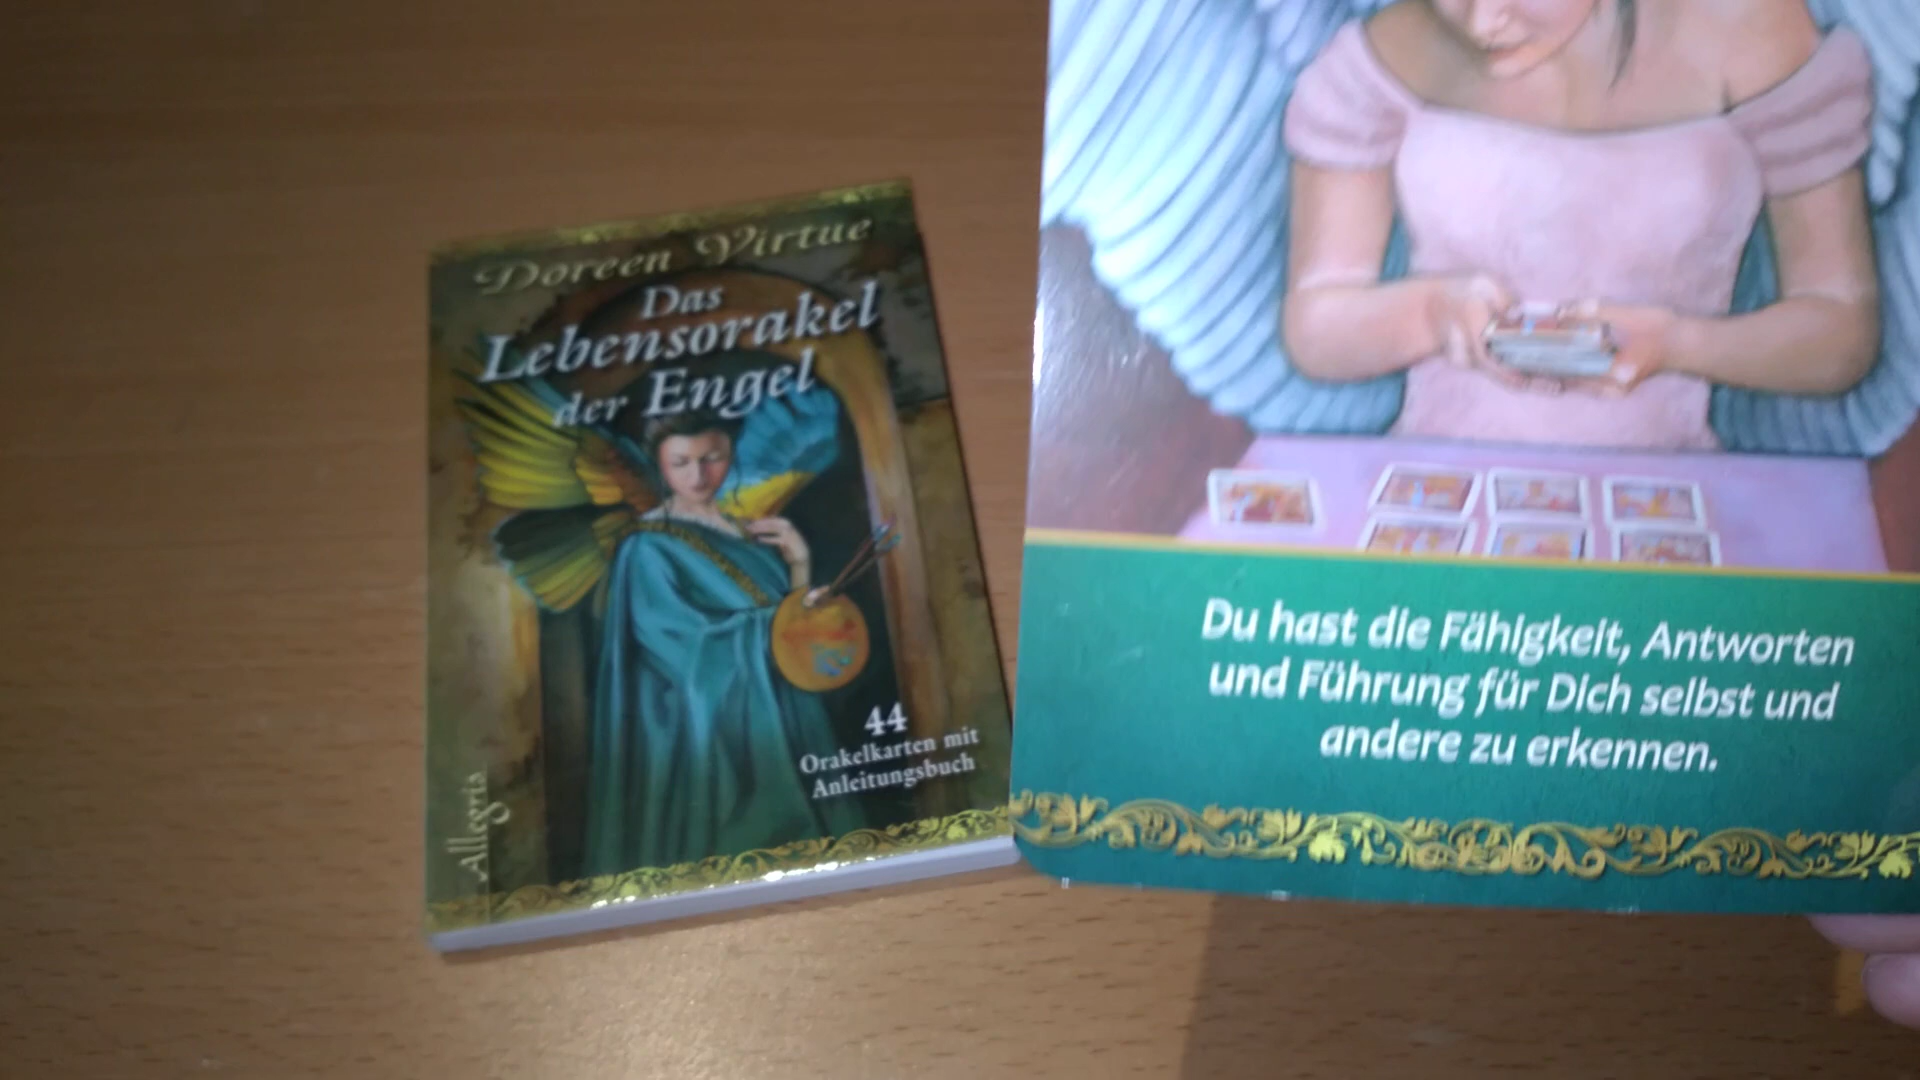 Doreen Virtue
Das
Lebensorakel
der Engel
44
Orakelkarten mit
Anleitungsbuch
Allegria
Du hast die Fähigkeit, Antworten
und Führung für Dich selbst und
andere zu erkennen.